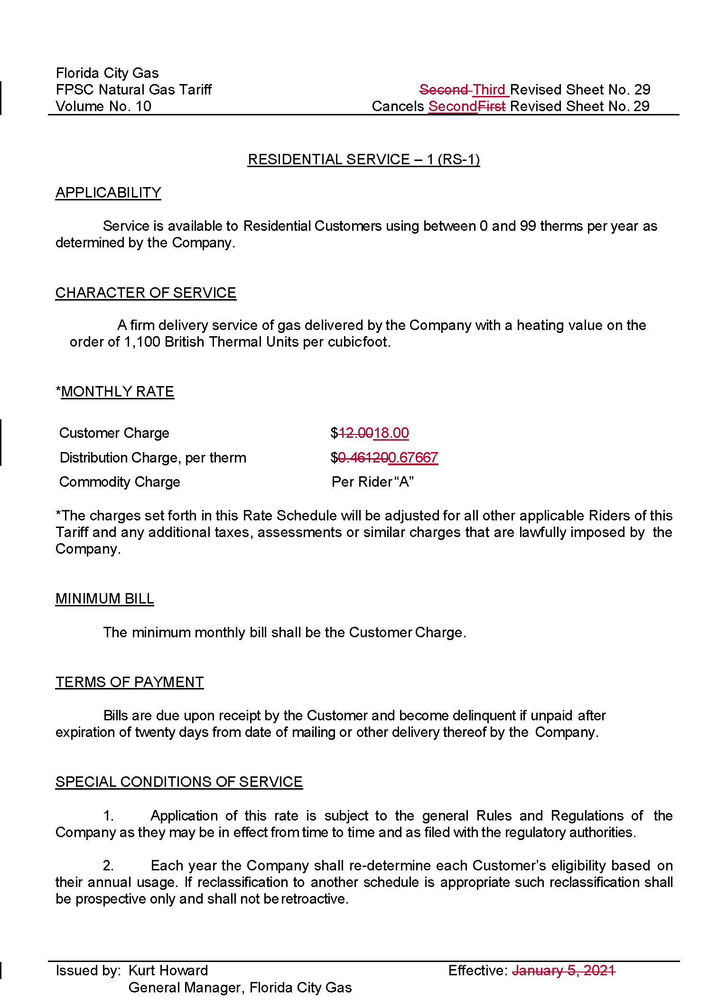 Florida City Gas
FPSC Natural Gas Tariff Second Third Revised Sheet No. 29
Volume No. 10 Cancels SecondFirst Revised Sheet No. 29
RESIDENTIAL SERVICE – 1 (RS-1)
APPLICABILITY
Service is available to Residential Customers using between 0 and 99 therms per year as
determined by the Company.
CHARACTER OF SERVICE
A firm delivery service of gas delivered by the Company with a heating value on the
order of 1,100 British Thermal Units per cubicfoot.
*MONTHLY RATE
Customer Charge $12.0018.00
Distribution Charge, per therm $0.461200.67667
Commodity Charge Per Rider “A”
*The charges set forth in this Rate Schedule will be adjusted for all other applicable Riders of this
Tariff and any additional taxes, assessments or similar charges that are lawfully imposed by the
Company.
MINIMUM BILL
The minimum monthly bill shall be the Customer Charge.
TERMS OF PAYMENT
Bills are due upon receipt by the Customer and become delinquent if unpaid after
expiration of twenty days from date of mailing or other delivery thereof by the Company.
SPECIAL CONDITIONS OF SERVICE
1. Application of this rate is subject to the general Rules and Regulations of the
Company as they may be in effect from time to time and as filed with the regulatory authorities.
2. Each year the Company shall re-determine each Customer’s eligibility based on
their annual usage. If reclassification to another schedule is appropriate such reclassification shall
be prospective only and shall not be retroactive.
Issued by: Kurt Howard Effective: January 5, 2021
General Manager, Florida City Gas